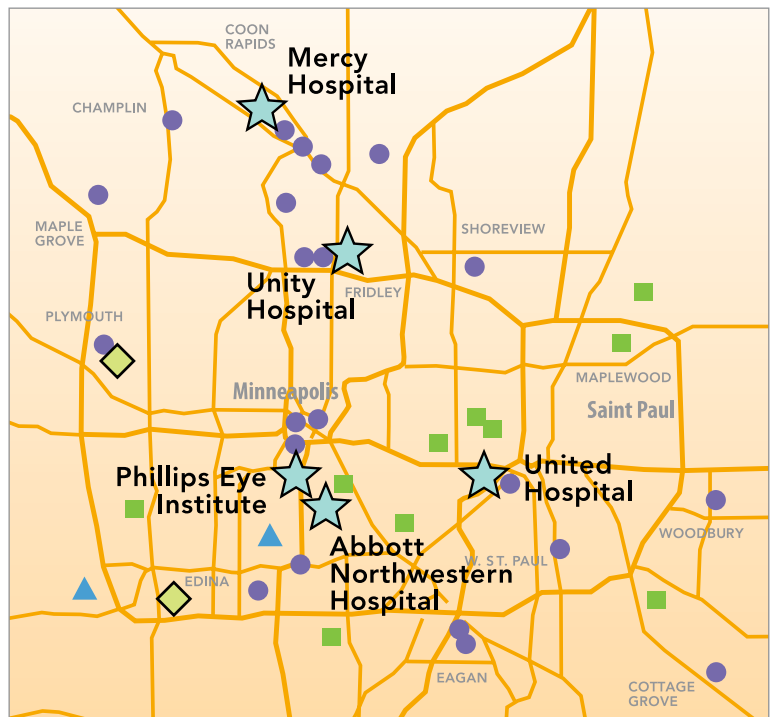 COON
RAPIDS
Mercy
Hospital
CHAMPLIN
MAPLE
GROVE
SHOREVIEW
Unity
Hospital
FRIDLEY
PLYMOUTH
MAPLEWOOD
Minneapolis
Saint Paul
Phillips Eye
Institute
United
Hospital
WOODBURY
Abbott
Northwestern
Hospital
W. ST. PAUL
EDINA
EAGAN
COTTAGE
GROVE